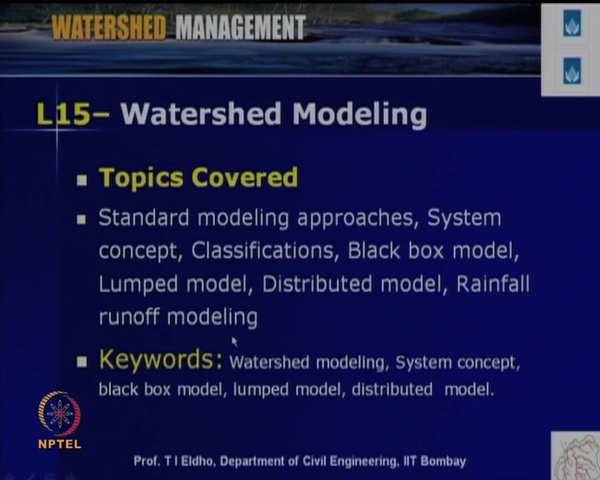 WATERSHED MANAGEMENT
L15– Watershed Modeling
Topics Covered
Standard modeling approaches, System
concept, Classifications, Black box model,
Lumped model, Distributed model, Rainfall
runoff modeling
Keywords: Watershed modeling, System concept,
black box model, lumped model, distributed model.
NPTEL
Prof. T I Eldho, Department of Civil Engineering, IIT Bombay